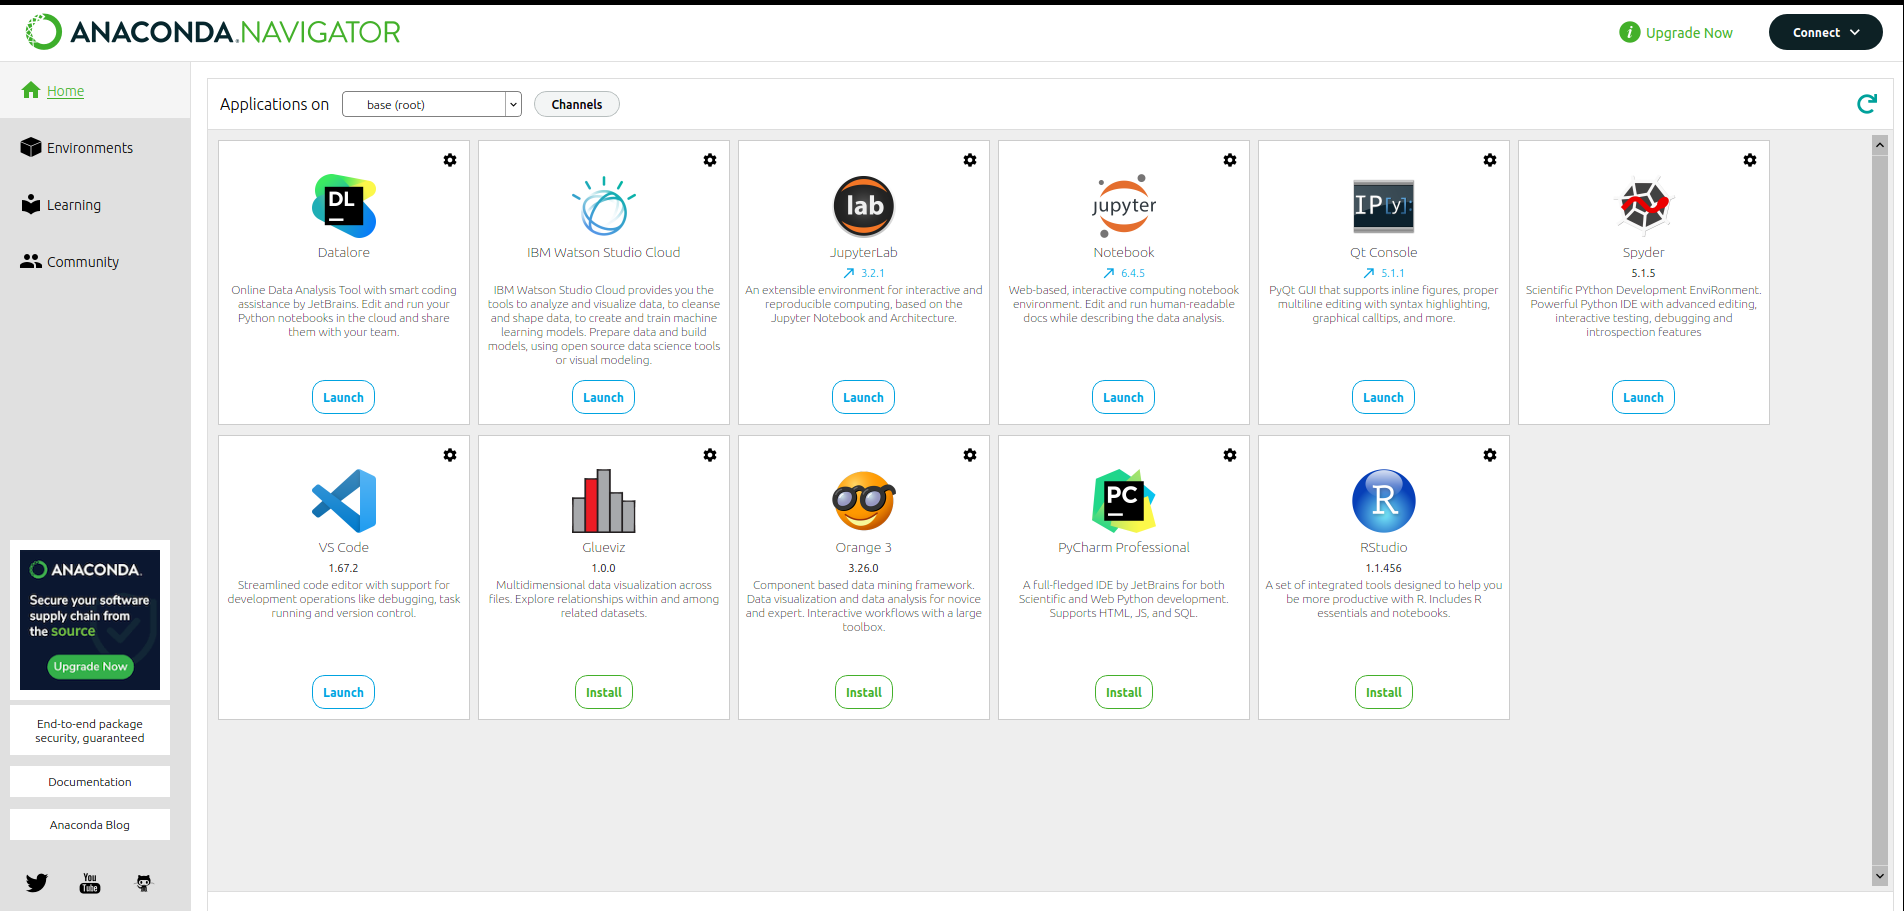 ANACONDA.NAVIGATOR
i Upgrade Now
Connect
Home
Environments
Learning
Community
Applications on
base (root)
Channels
DL
Datalore
Online Data Analysis Tool with smart coding
assistance by JetBrains. Edit and run your
Python notebooks in the cloud and share
them with your team.
Launch
IBM Watson Studio Cloud
IBM Watson Studio Cloud provides you the
tools to analyze and visualize data, to cleanse
and shape data, to create and train machine
learning models. Prepare data and build
models, using open source data science tools
or visual modeling.
Launch
lab
JupyterLab
3.2.1
An extensible environment for interactive and
reproducible computing, based on the
Jupyter Notebook and Architecture.
Launch
jupyter
Notebook
6.4.5
Web-based, interactive computing notebook
environment. Edit and run human-readable
docs while describing the data analysis.
Launch
IP[y]:
Qt Console
5.1.1
PyQt GUI that supports inline figures, proper
multiline editing with syntax highlighting,
graphical calltips, and more.
Launch
Spyder
5.1.5
Scientific PYthon Development EnviRonment.
Powerful Python IDE with advanced editing,
interactive testing, debugging and
introspection features
Launch
VS Code
1.67.2
Streamlined code editor with support for
development operations like debugging, task
running and version control.
Launch
Glueviz
1.0.0
Multidimensional data visualization across
files. Explore relationships within and among
related datasets.
Install
Orange 3
3.26.0
Component based data mining framework.
Data visualization and data analysis for novice
and expert. Interactive workflows with a large
toolbox.
Install
PC
PyCharm Professional
A full-fledged IDE by JetBrains for both
Scientific and Web Python development.
Supports HTML, JS, and SQL.
Install
R
RStudio
1.1.456
A set of integrated tools designed to help you
be more productive with R. Includes R
essentials and notebooks.
Install
ANACONDA.
Secure your software
supply chain from
the source
Upgrade Now
End-to-end package
security, guaranteed
Documentation
Anaconda Blog
You
Tube